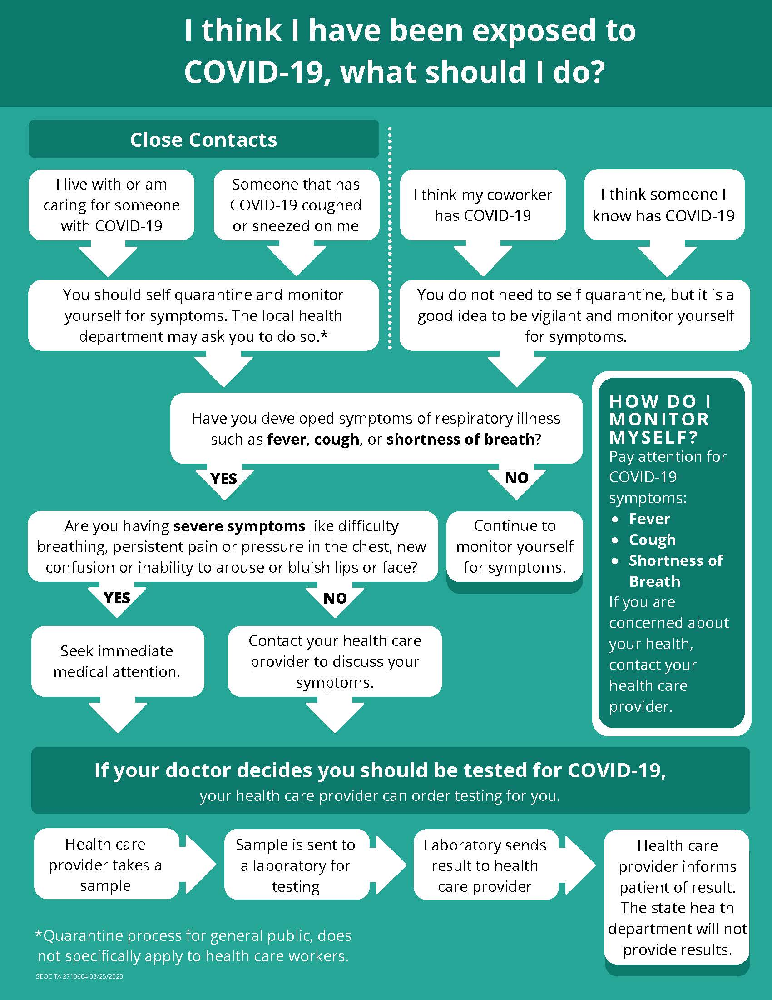 I think I have been exposed to
COVID-19, what should I do?
Close Contacts
I live with or am
caring for someone
with COVID-19
Someone that has
COVID-19 coughed
or sneezed on me
I think my coworker
has COVID-19
I think someone I
know has COVID-19
You should self quarantine and monitor
yourself for symptoms. The local health
department may ask you to do so.*
You do not need to self quarantine, but it is a
good idea to be vigilant and monitor yourself
for symptoms.
Have you developed symptoms of respiratory illness
such as fever, cough, or shortness of breath?
YES
NO
Are you having severe symptoms like difficulty
breathing, persistent pain or pressure in the chest, new
confusion or inability to arouse or bluish lips or face?
Continue to
monitor yourself
for symptoms.
YES
NO
Seek immediate
medical attention.
Contact your health care
provider to discuss your
symptoms.
HOW DO I
MONITOR
MYSELF?
Pay attention for
COVID-19
symptoms:
• Fever
• Cough
• Shortness of
Breath
If you are
concerned about
your health,
contact your
health care
provider.
If your doctor decides you should be tested for COVID-19,
your health care provider can order testing for you.
Health care
provider takes a
sample
Sample is sent to
a laboratory for
testing
Laboratory sends
result to health
care provider
Health care
provider informs
patient of result.
The state health
department will not
provide results.
*Quarantine process for general public, does
not specifically apply to health care workers.
SEOC TA 2710604 03/25/2020